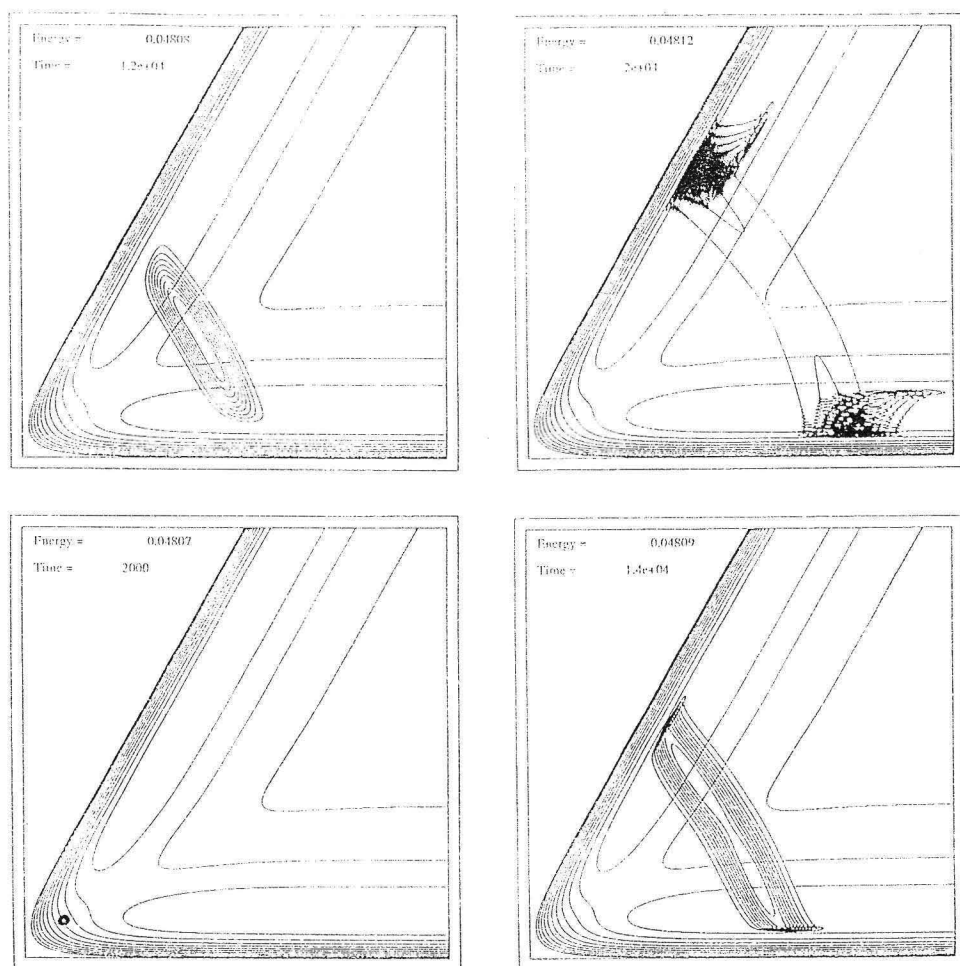 Energy = 0.04808
Time = 1.2e+04
Energy = 0.04812
Time = 2e+04
Energy = 0.04807
Time = 2000
Energy = 0.04809
Time = 1.4e+04